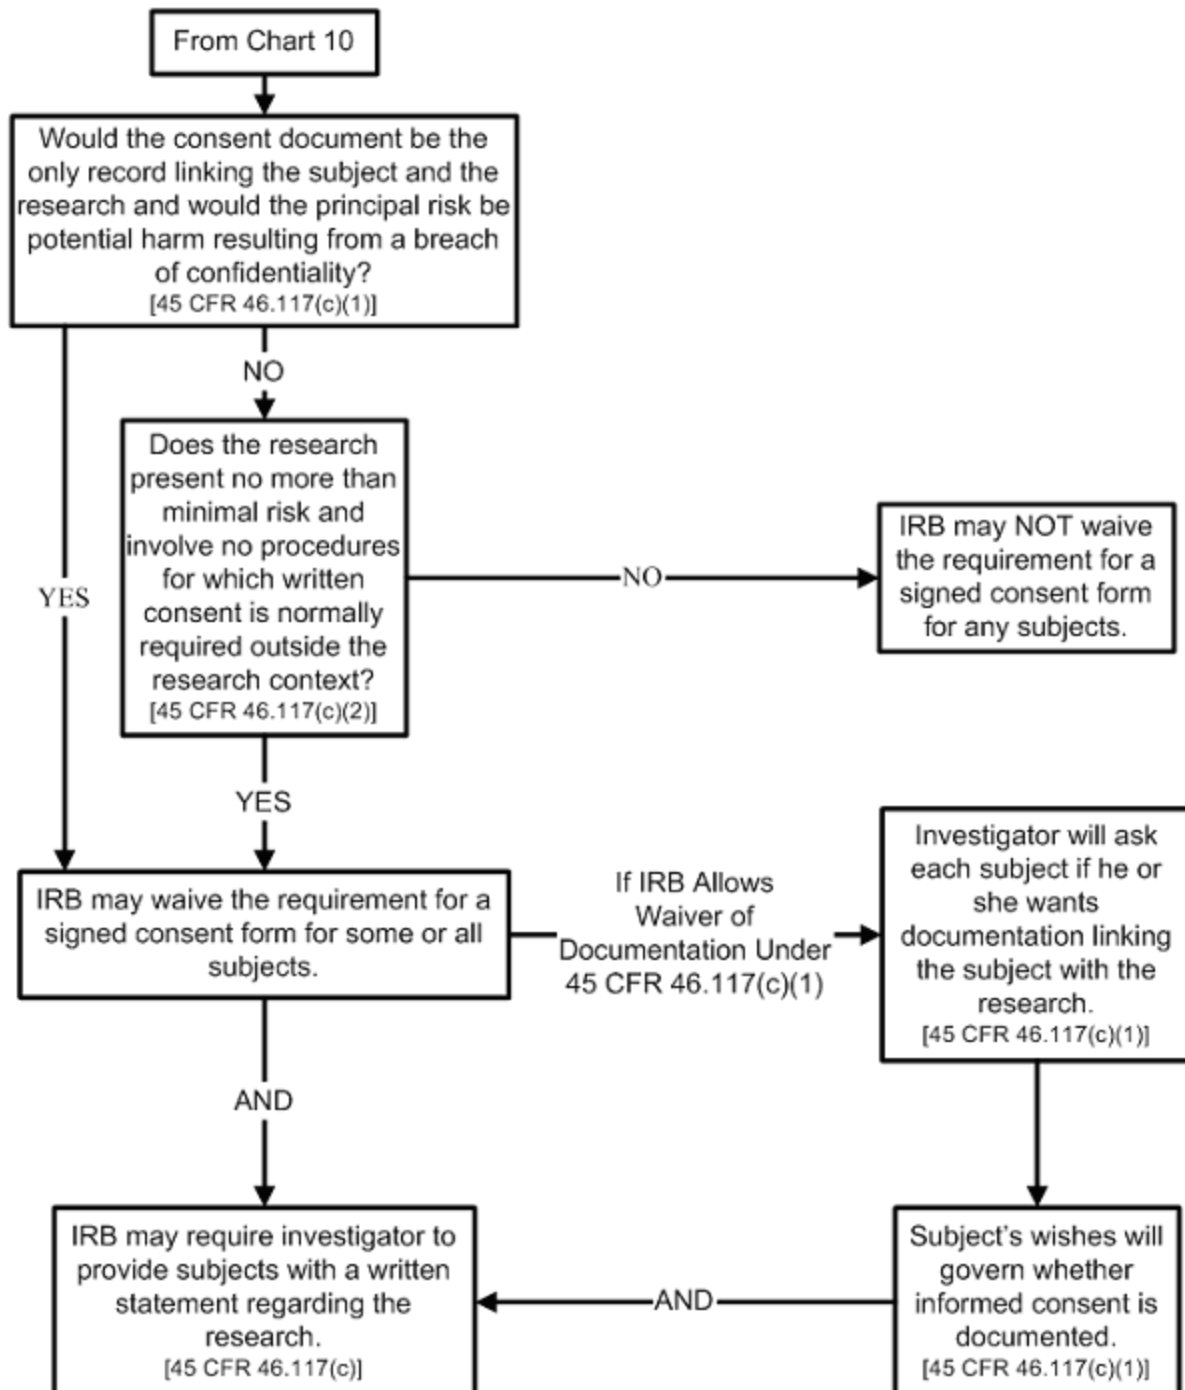 From Chart 10
Would the consent document be the
only record linking the subject and the
research and would the principal risk be
potential harm resulting from a breach
of confidentiality?
[45 CFR 46.117(c)(1)]
NO
YES
Does the research
present no more than
minimal risk and
involve no procedures
for which written
consent is normally
required outside the
research context?
[45 CFR 46.117(c)(2)]
NO
IRB may NOT waive
the requirement for a
signed consent form
for any subjects.
YES
IRB may waive the requirement for a
signed consent form for some or all
subjects.
If IRB Allows
Waiver of
Documentation Under
45 CFR 46.117(c)(1)
Investigator will ask
each subject if he or
she wants
documentation linking
the subject with the
research.
[45 CFR 46.117(c)(1)]
AND
IRB may require investigator to
provide subjects with a written
statement regarding the
research.
[45 CFR 46.117(c)]
AND
Subject's wishes will
govern whether
informed consent is
documented.
[45 CFR 46.117(c)(1)]